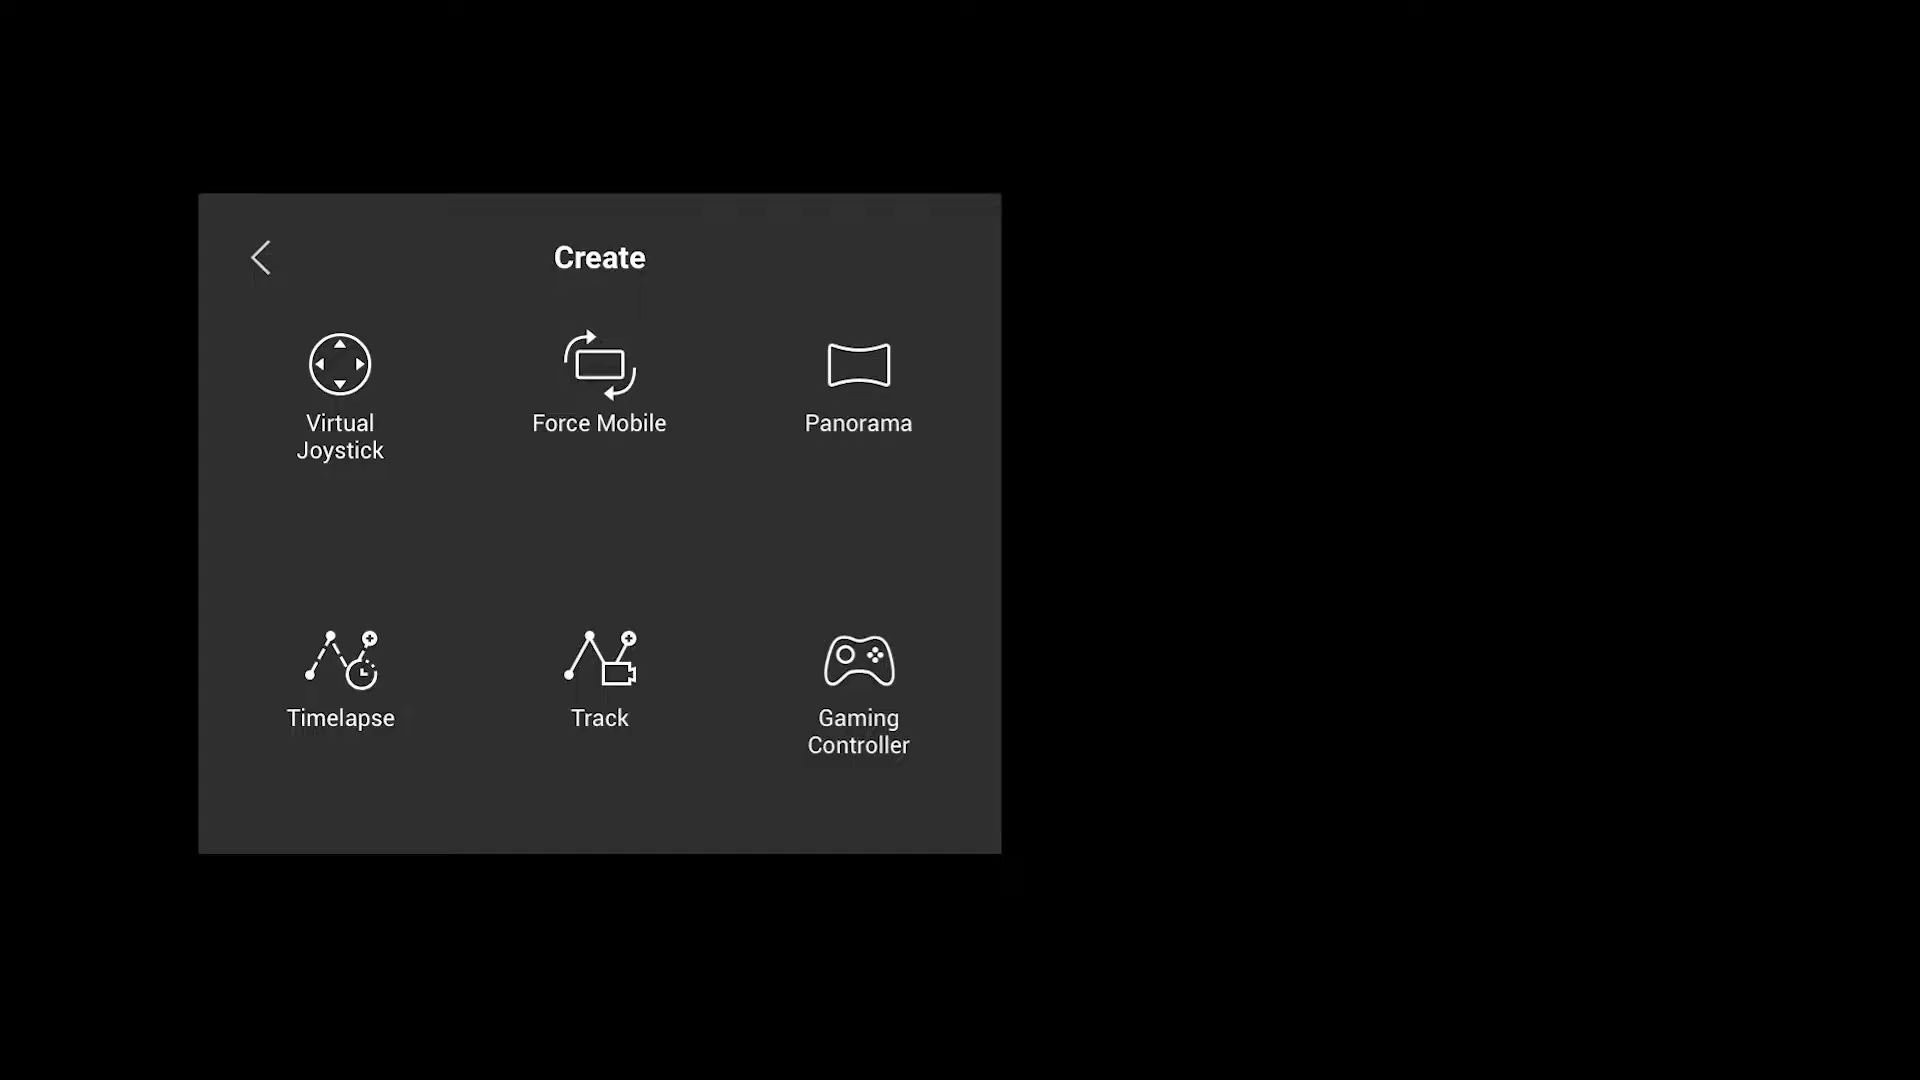 Create
Virtual
Joystick
Force Mobile
Panorama
Timelapse
Track
Gaming
Controller